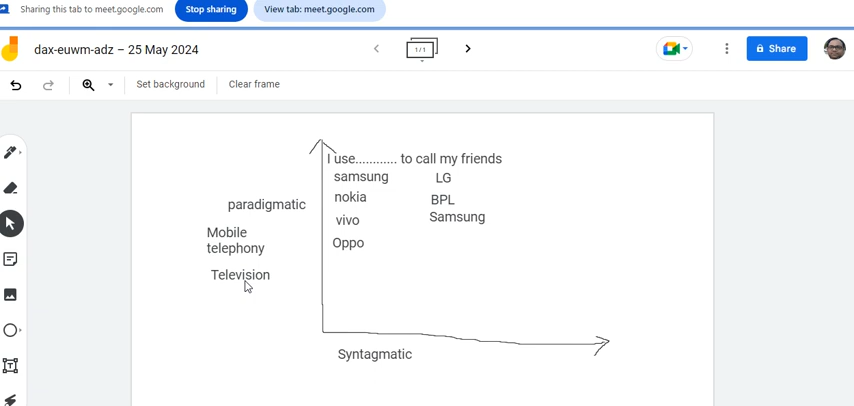 Sharing this tab to meet.google.com
Stop sharing
View tab: meet.google.com
dax-euwm-adz – 25 May 2024
1/1
Share
Set background
Clear frame
I use............ to call my friends
samsung
LG
nokia
BPL
vivo
Samsung
Oppo
paradigmatic
Mobile
telephony
Television
Syntagmatic